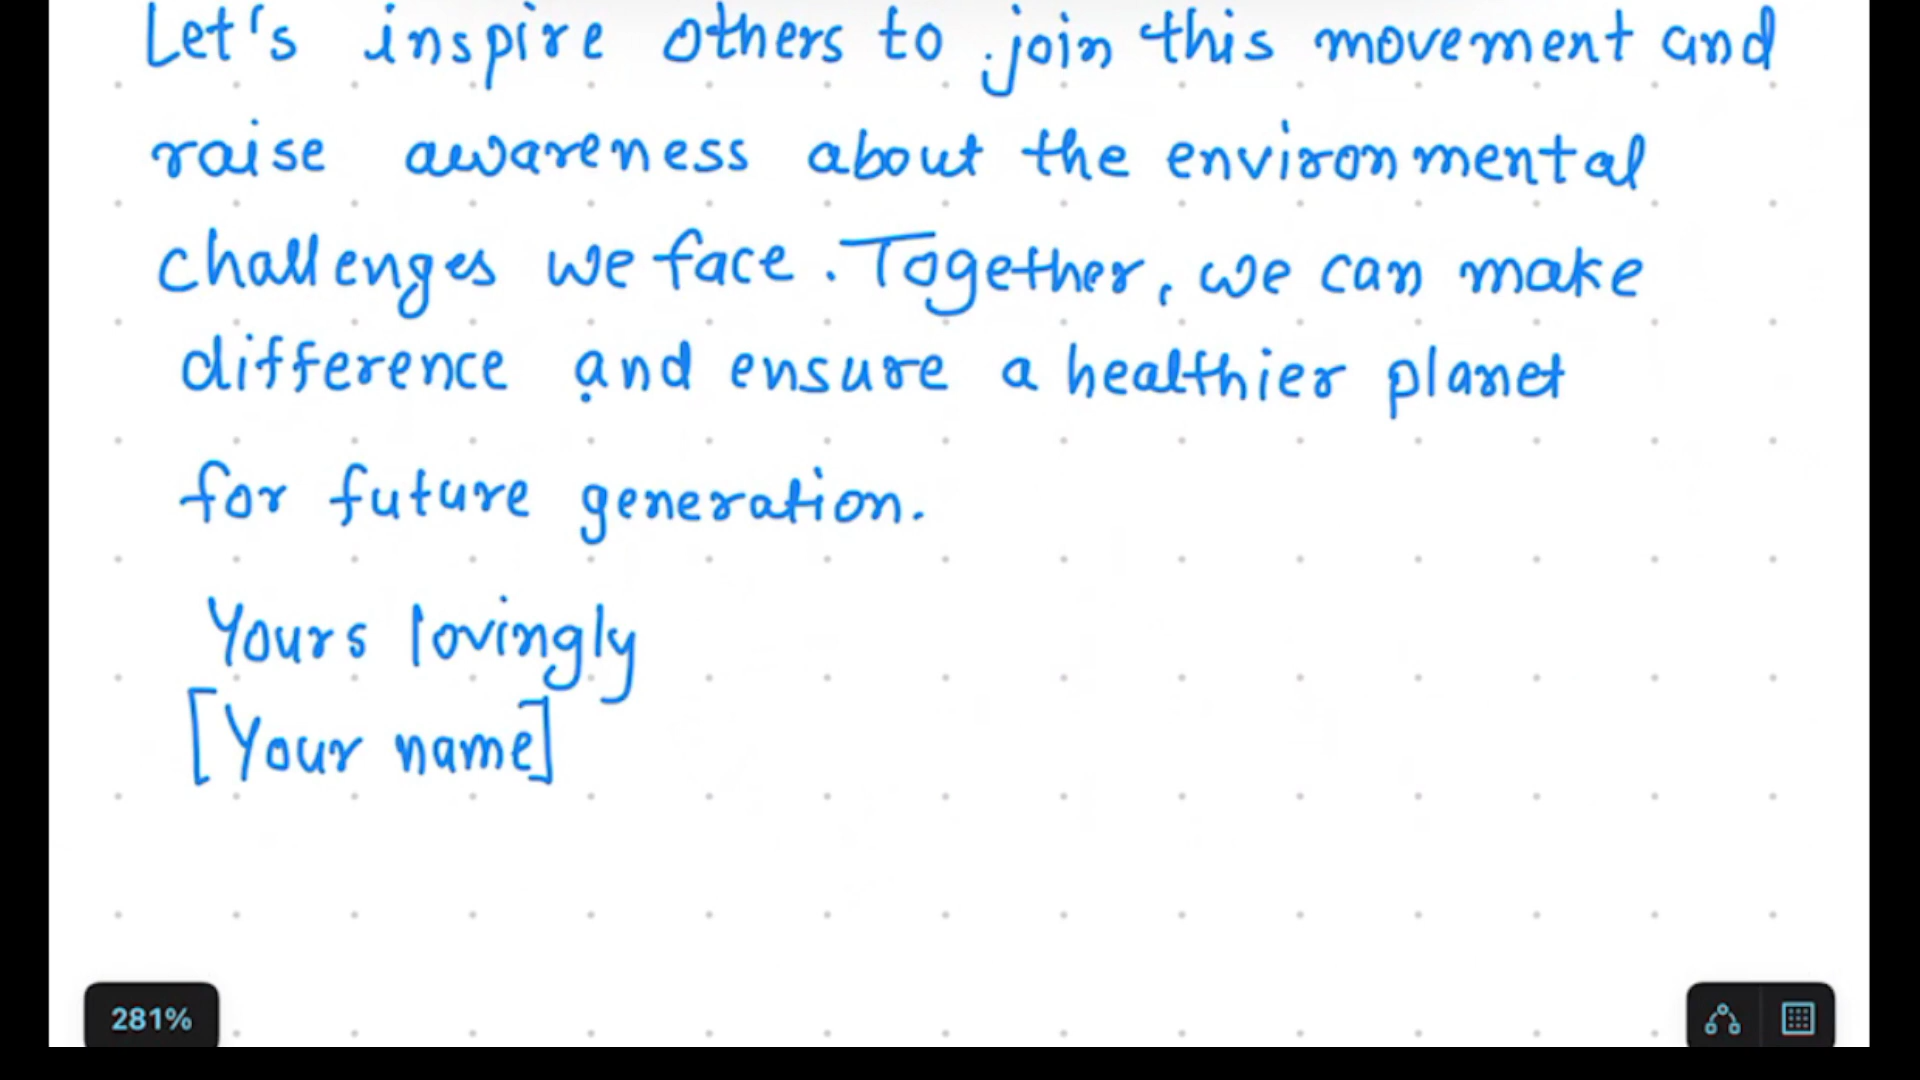 Let's inspire others to join this movement and
raise awareness about the environmental
challenges we face. Together, we can make
difference and ensure a healthier planet
for future generation.
Yours lovingly
[Your name]
281%